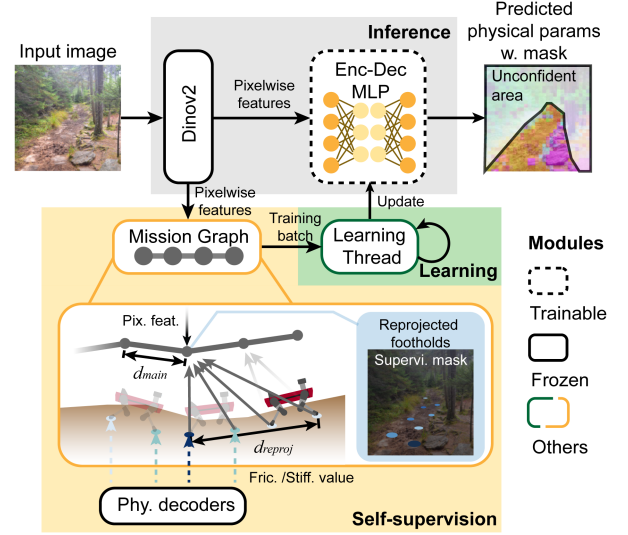 Inference
Input image
Dinov2
Pixelwise
features
Enc-Dec
MLP
Predicted
physical params
w. mask
Unconfident
area
Pixelwise
features
Mission Graph
Training
batch
Update
Learning
Thread
Learning
Modules
Trainable
Frozen
Others
Pix. feat.
dmain
dreproj
Reprojected
footholds
Supervi. mask
Fric. /Stiff. value
Phy. decoders
Self-supervision